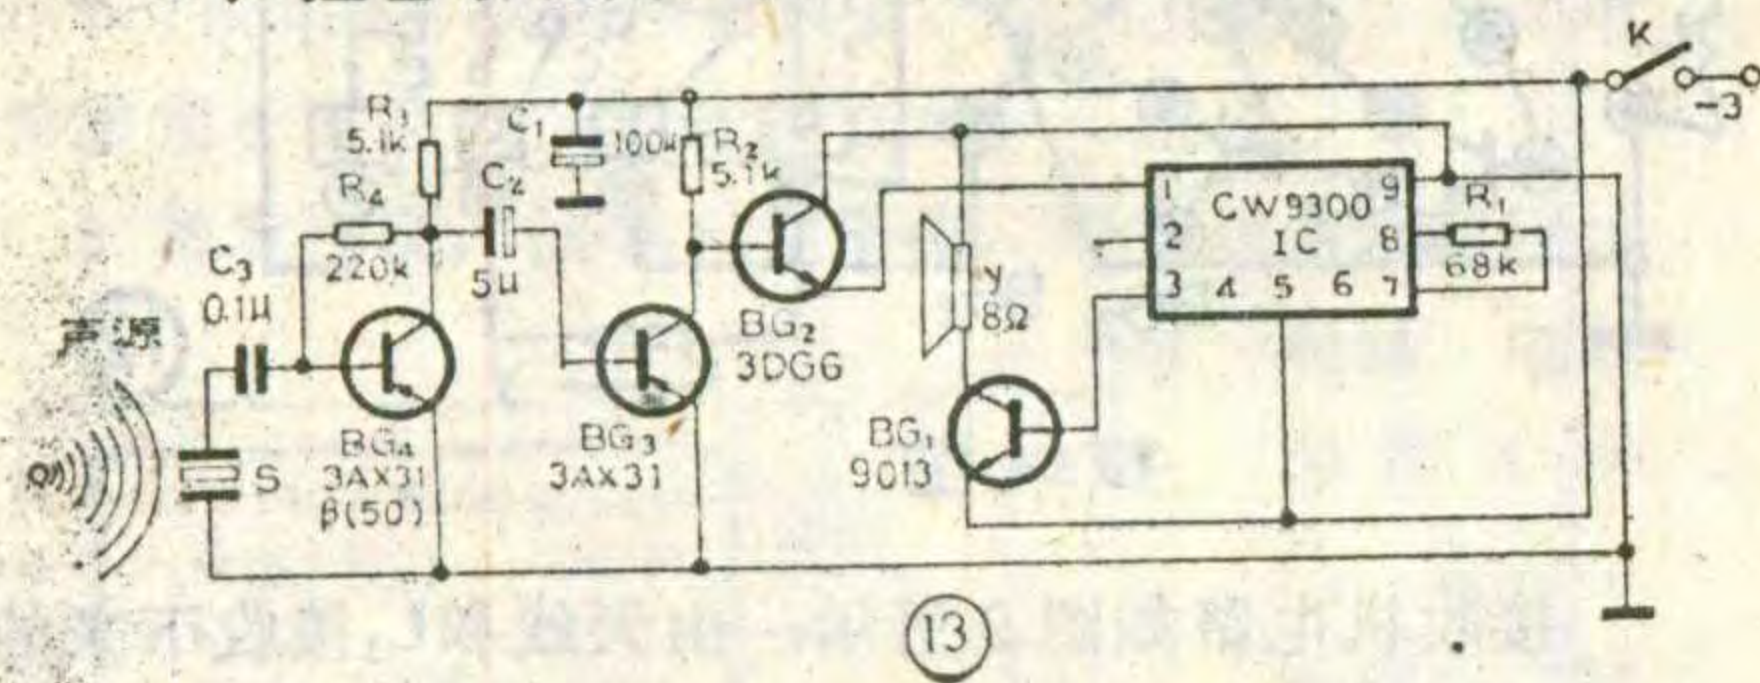 K
-3
R3
5.1k
C1
100μ
R2
5.1k
R4
220k
C2
5μ
C3
0.1μ
声源
S
BG4
3AX31
β(50)
BG3
3AX31
BG2
3DG6
Y
8Ω
BG1
9013
1
2
3
4
5
6
7
8
9
CW9300
IC
R1
68k
13